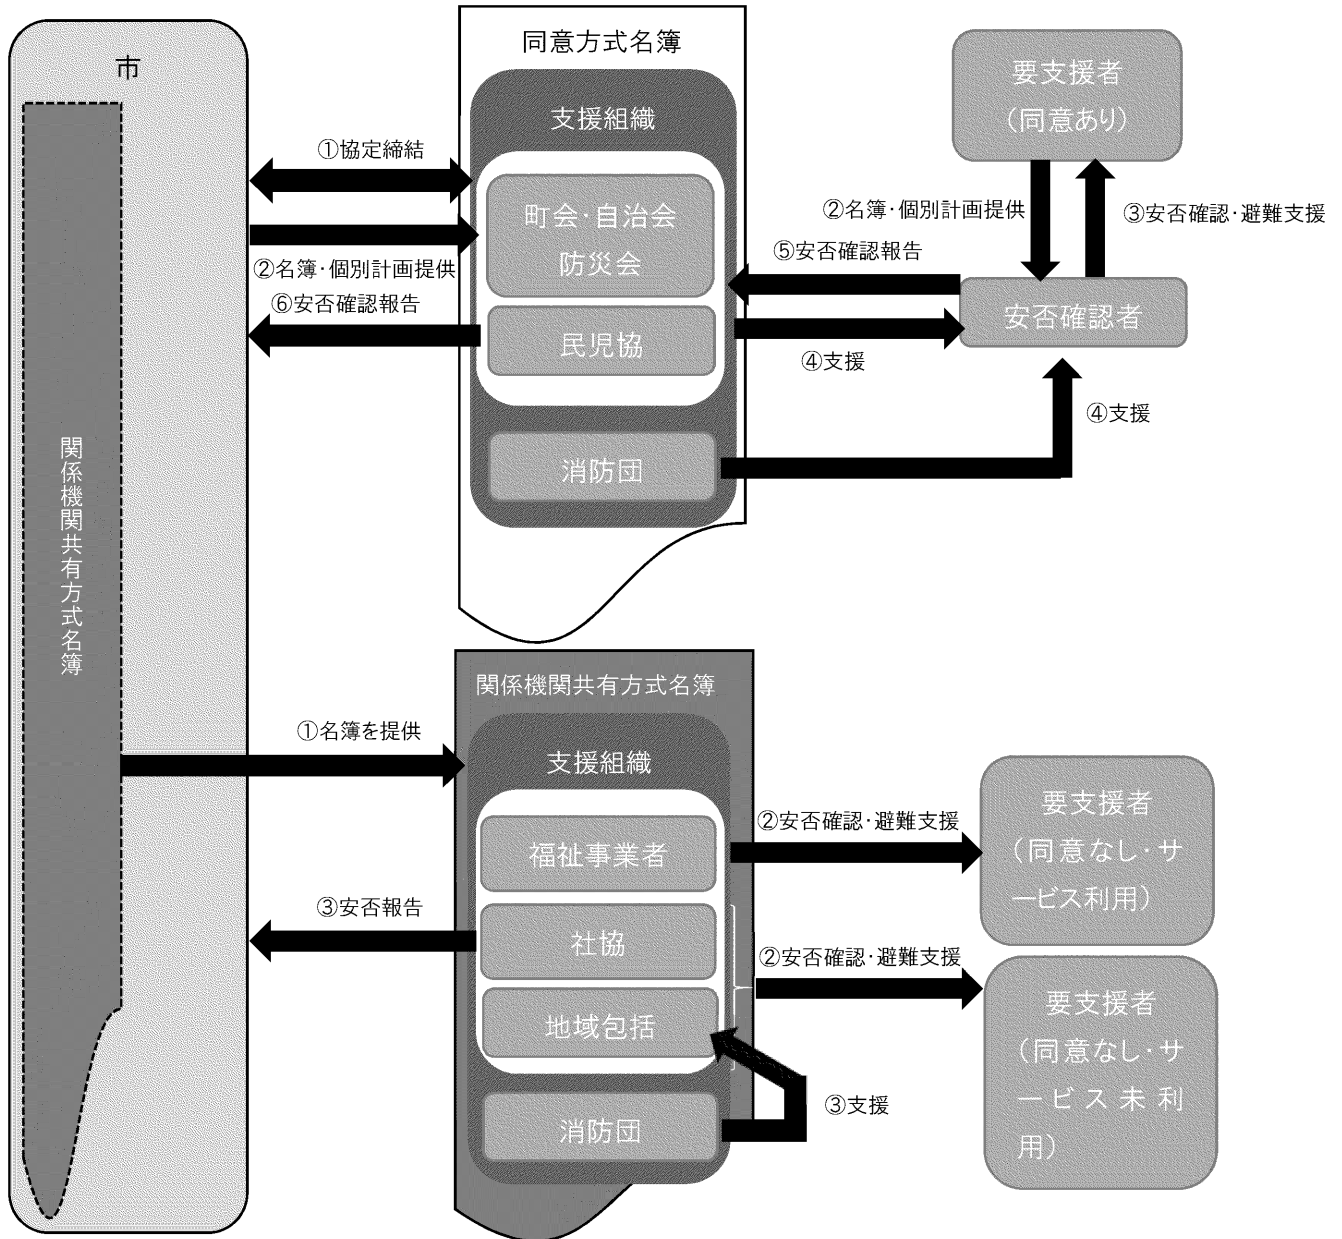 市
関係機関共有方式名簿
同意方式名簿
支援組織
町会・自治会
防災会
民児協
消防団
①協定締結
②名簿・個別計画提供
⑥安否確認報告
要支援者
(同意あり)
②名簿・個別計画提供
③安否確認・避難支援
⑤安否確認報告
安否確認者
④支援
④支援
関係機関共有方式名簿
支援組織
①名簿を提供
福祉事業者
社協
地域包括
消防団
③安否報告
②安否確認・避難支援
②安否確認・避難支援
③支援
要支援者
(同意なし・サ
ービス利用)
要支援者
(同意なし・サ
ービス未利
用)